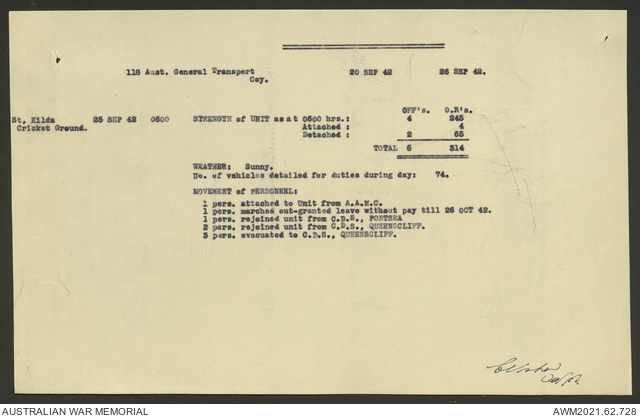 118 Aust. General Transport 20 SEP 42 26 SEP 42.
Coy.
OFF's. O.R's.
St, Kilda 25 SEP 42 0600 STRENGTH of UNIT as at 0600 hrs.: 4 245
Cricket Ground. Attached : 4
Detached : 2 65
TOTAL 6 314
WEATHER: Sunny.
No. of vehicles detailed for duties during day: 74.
MOVEMENT of PERSONNEL:
1 pers. attached to Unit from A.A.N.C.
1 pers. marched out-granted leave without pay till 26 OCT 42.
1 pers. rejoined unit from C.D.S., PORTSEA
2 pers. rejoined unit from C.D.S., QUEENSCLIFF.
3 pers. evacuated to C.D.S., QUEENSCLIFF.
AUSTRALIAN WAR MEMORIAL AWM2021.62.728